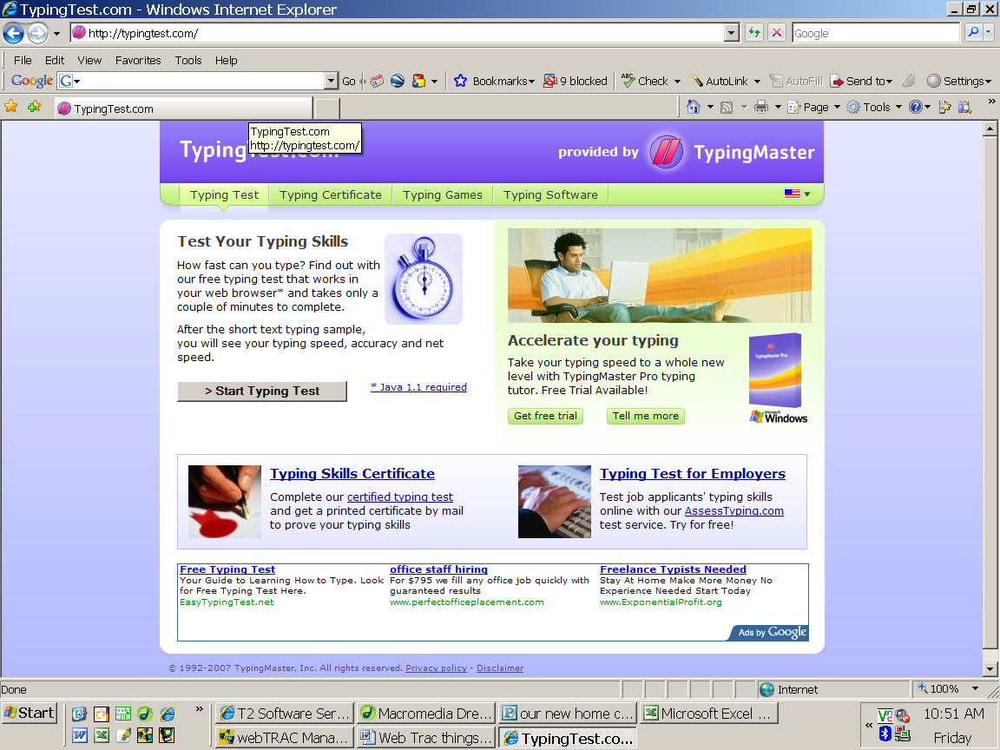 TypingTest.com - Windows Internet Explorer
http://typingtest.com/
Google
File Edit View Favorites Tools Help
Google G Go Bookmarks 9 blocked ABC Check AutoLink AutoFill Send to Settings
TypingTest.com
Page Tools
TypingTest.com
http://typingtest.com/
provided by TypingMaster
Typing Test Typing Certificate Typing Games Typing Software
Test Your Typing Skills
How fast can you type? Find out with
our free typing test that works in
your web browser* and takes only a
couple of minutes to complete.
After the short text typing sample,
you will see your typing speed, accuracy and net
speed.
> Start Typing Test
* Java 1.1 required
Accelerate your typing
Take your typing speed to a whole new
level with TypingMaster Pro typing
tutor. Free Trial Available!
Get free trial Tell me more
TypingMaster Pro
Microsoft
Windows
Typing Skills Certificate
Complete our certified typing test
and get a printed certificate by mail
to prove your typing skills
Typing Test for Employers
Test job applicants' typing skills
online with our AssessTyping.com
test service. Try for free!
Free Typing Test
Your Guide to Learning How to Type. Look
for Free Typing Test Here.
EasyTypingTest.net
office staff hiring
For $795 we fill any office job quickly with
guaranteed results
www.perfectofficeplacement.com
Freelance Typists Needed
Stay At Home Make More Money No
Experience Needed Start Today
www.ExponentialProfit.org
Ads by Google
© 1992-2007 TypingMaster, Inc. All rights reserved. Privacy policy - Disclaimer
Done Internet 100%
Start T2 Software Ser... Macromedia Dre... our new home c... Microsoft Excel ... 10:51 AM
webTRAC Mana... Web Trac things... TypingTest.co... Friday